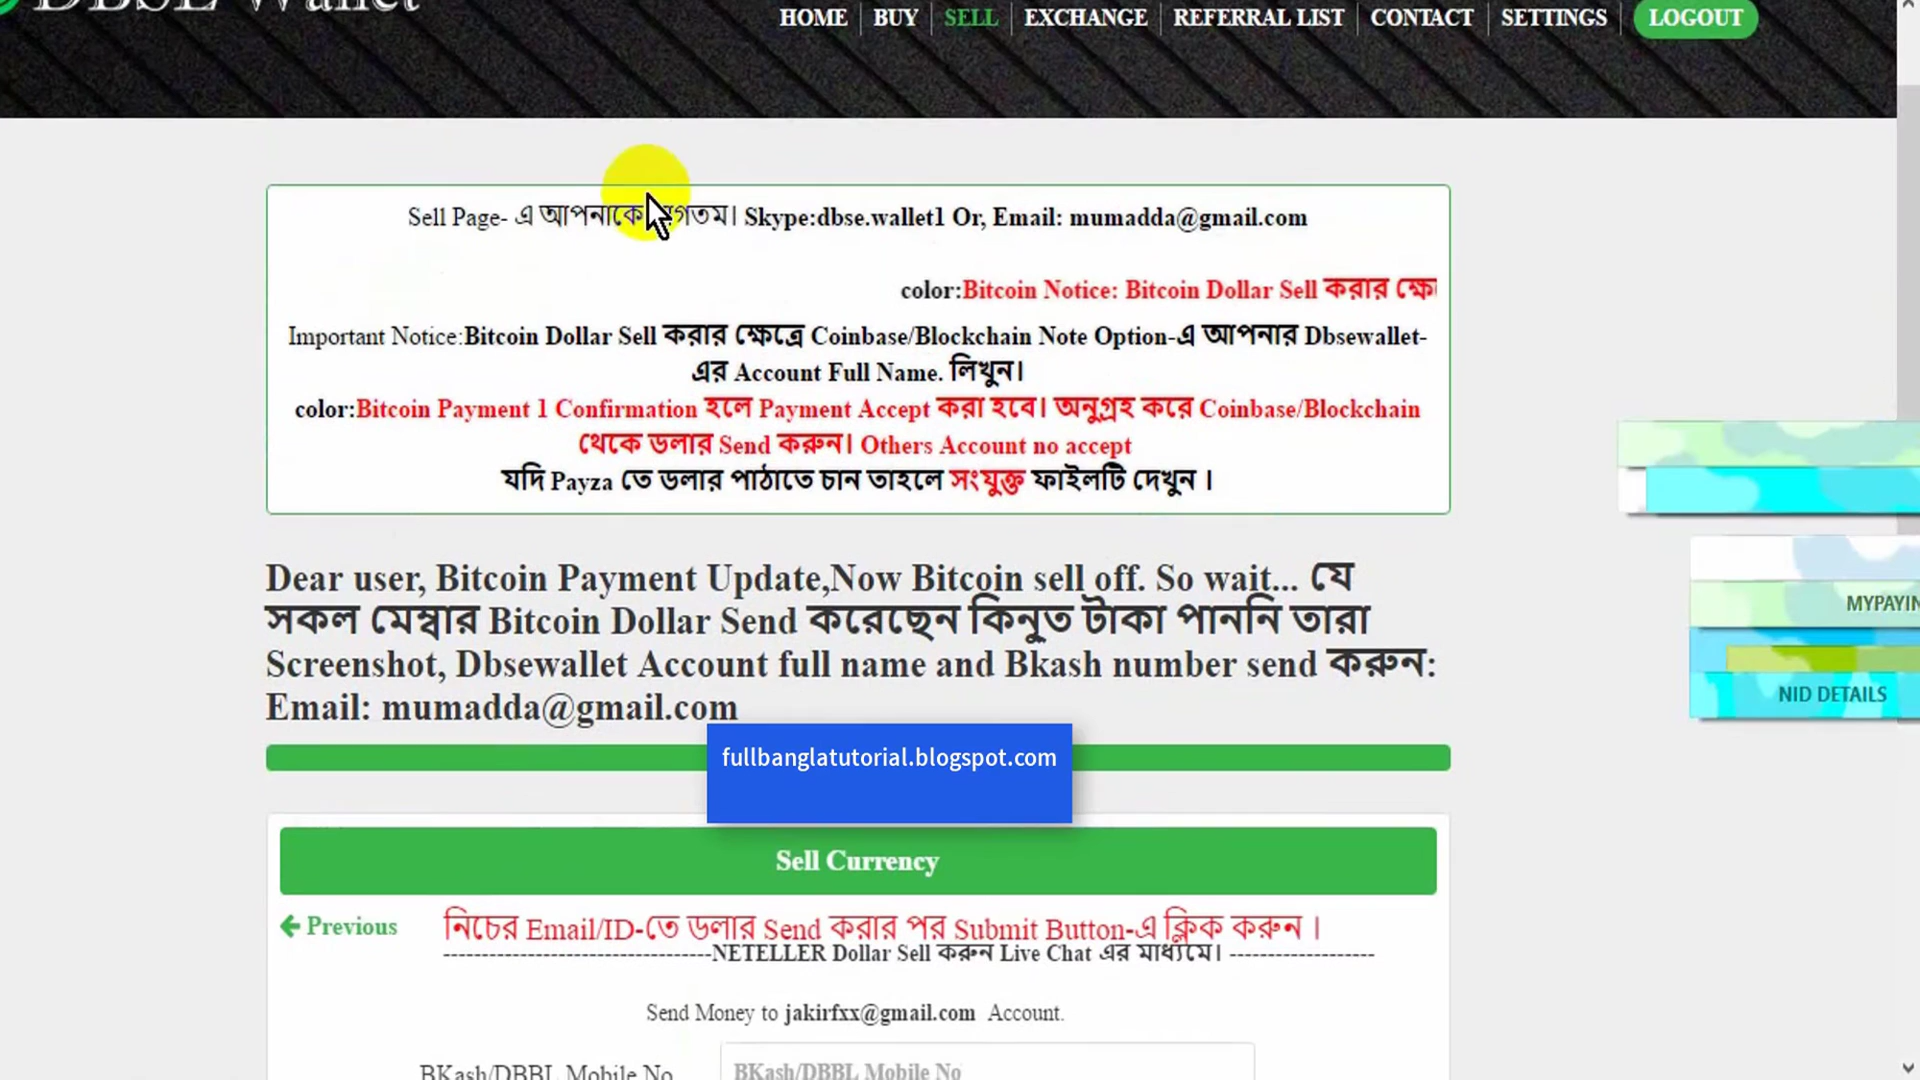 DBSE Wallet
HOME BUY SELL EXCHANGE REFERRAL LIST CONTACT SETTINGS LOGOUT
Sell Page- এ আপনাকে Skype:dbse.wallet1 Or, Email: mumadda@gmail.com
color:Bitcoin Notice: Bitcoin Dollar Sell করার
Important Notice:Bitcoin Dollar Sell করার ক্ষেত্রে Coinbase/Blockchain Note Option-এ আপনার Dbsewallet-
এর Account Full Name. লিখুন।
color:Bitcoin Payment 1 Confirmation হলে Payment Accept করা হবে। অনুগ্রহ করে Coinbase/Blockchain
থেকে ডলার Send করুন। Others Account no accept
যদি Payza তে ডলার পাঠাতে চান তাহলে সংযুক্ত ফাইলটি দেখুন ।
Dear user, Bitcoin Payment Update,Now Bitcoin sell off. So wait... যে
সকল মেম্বার Bitcoin Dollar Send করেছেন কিন্তু টাকা পাননি তারা
Screenshot, Dbsewallet Account full name and Bkash number send করুন:
Email: mumadda@gmail.com
fullbanglatutorial.blogspot.com
NID DETAILS
Sell Currency
Previous নিচের Email/ID-তে ডলার Send করার পর Submit Button-এ ক্লিক করুন ।
-----------------------------------NETELLER Dollar Sell করুন Live Chat এর মাধ্যমে। -------------------
Send Money to jakirfxx@gmail.com Account.
BKash/DBBL Mobile No BKash/DBBL Mobile No